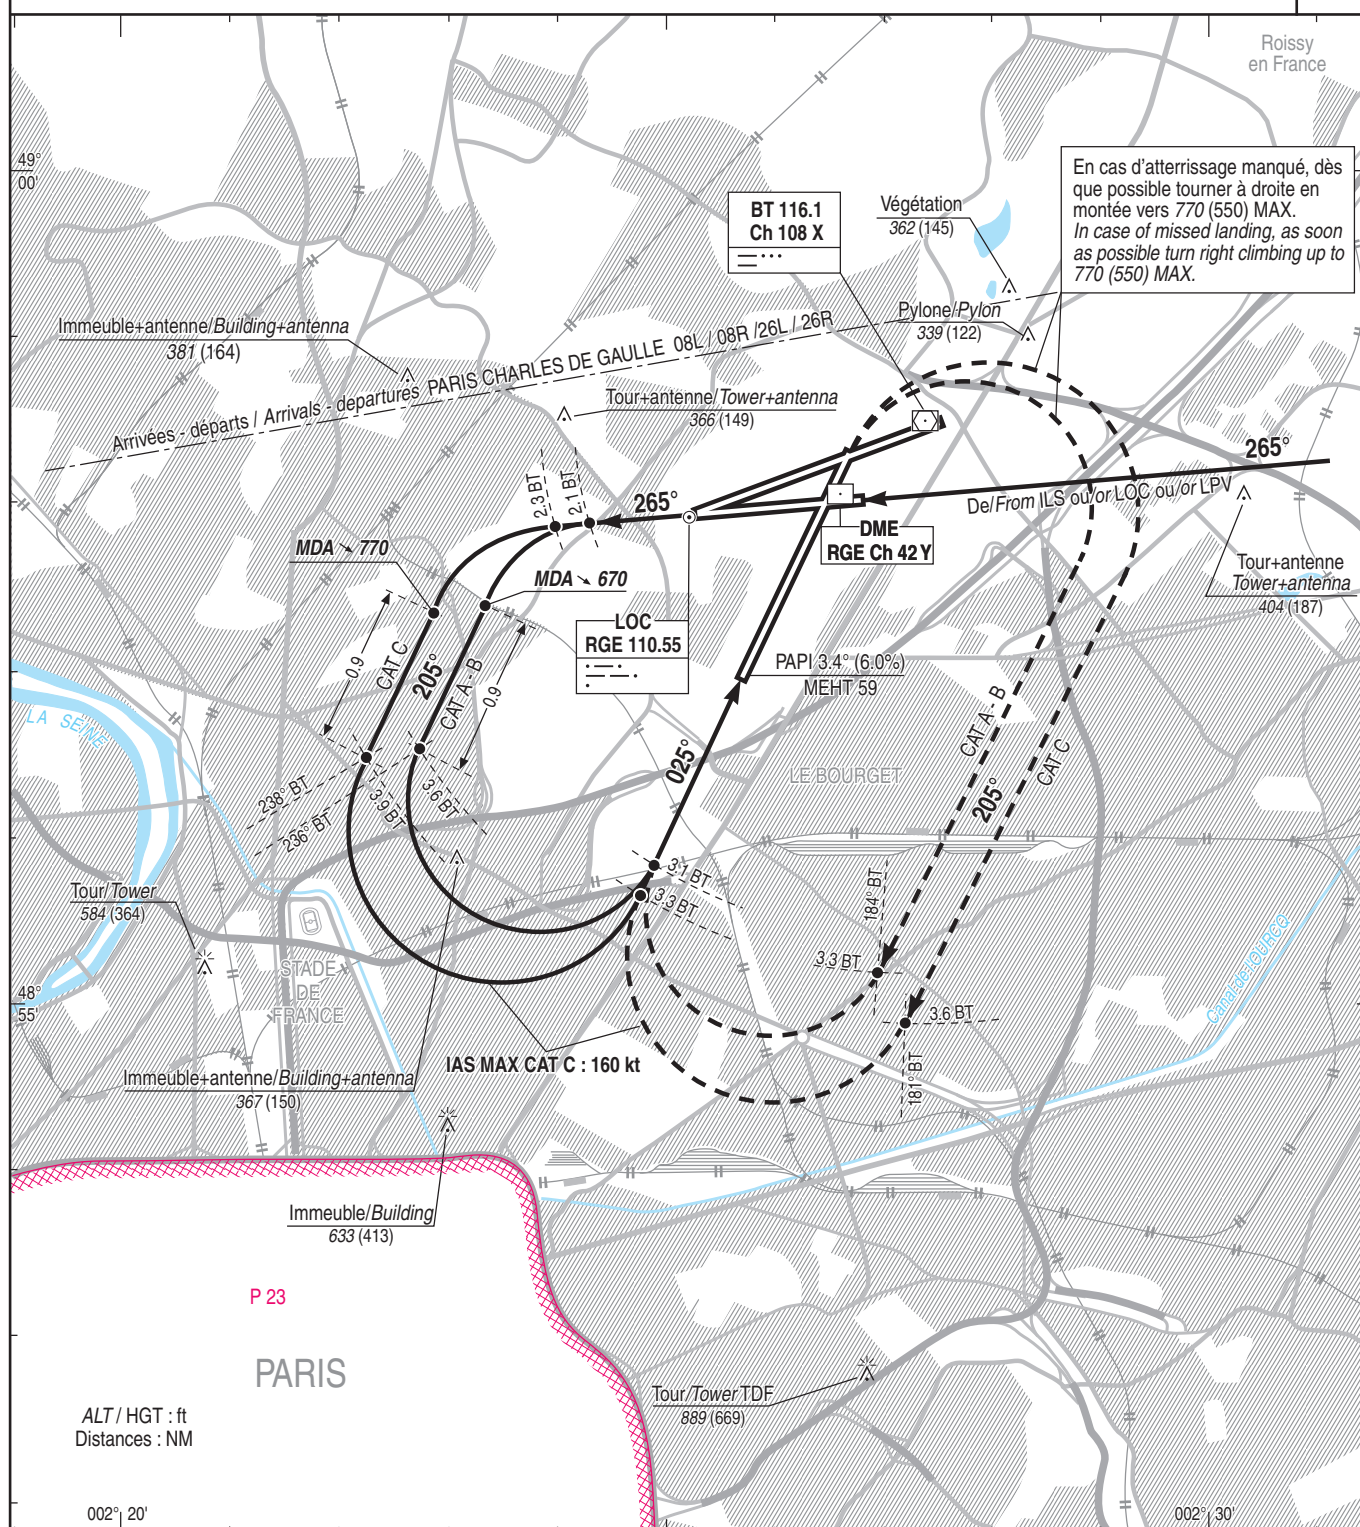 Roissy
en France
49°
00'
En cas d'atterrissage manqué, dès
que possible tourner à droite en
montée vers 770 (550) MAX.
In case of missed landing, as soon
as possible turn right climbing up to
770 (550) MAX.
BT 116.1
Ch 108 X
Végétation
362 (145)
Pylone/Pylon
339 (122)
Immeuble+antenne/Building+antenna
381 (164)
Arrivées - départs / Arrivals - departures PARIS CHARLES DE GAULLE 08L / 08R /26L / 26R
Tour+antenne/Tower+antenna
366 (149)
265°
De/From ILS ou/or LOC ou/or LPV
2.3 BT
2.1 BT
265°
DME
RGE Ch 42 Y
MDA ↘ 770
MDA ↘ 670
Tour+antenne
Tower+antenna
404 (187)
LOC
RGE 110.55
0.9
CAT C
205°
CAT A - B
0.9
PAPI 3.4° (6.0%)
MEHT 59
LA SEINE
025°
CAT A - B
205°
CAT C
LE BOURGET
238° BT
236° BT
3.9 BT
3.6 BT
3.1 BT
3.3 BT
184° BT
3.3 BT
3.6 BT
181° BT
Tour/Tower
584 (364)
STADE
DE
FRANCE
48°
55'
Canal de l'OURCQ
IAS MAX CAT C : 160 kt
Immeuble+antenne/Building+antenna
367 (150)
Immeuble/Building
633 (413)
P 23
PARIS
Tour/Tower TDF
889 (669)
ALT / HGT : ft
Distances : NM
002° 20'
002° 30'